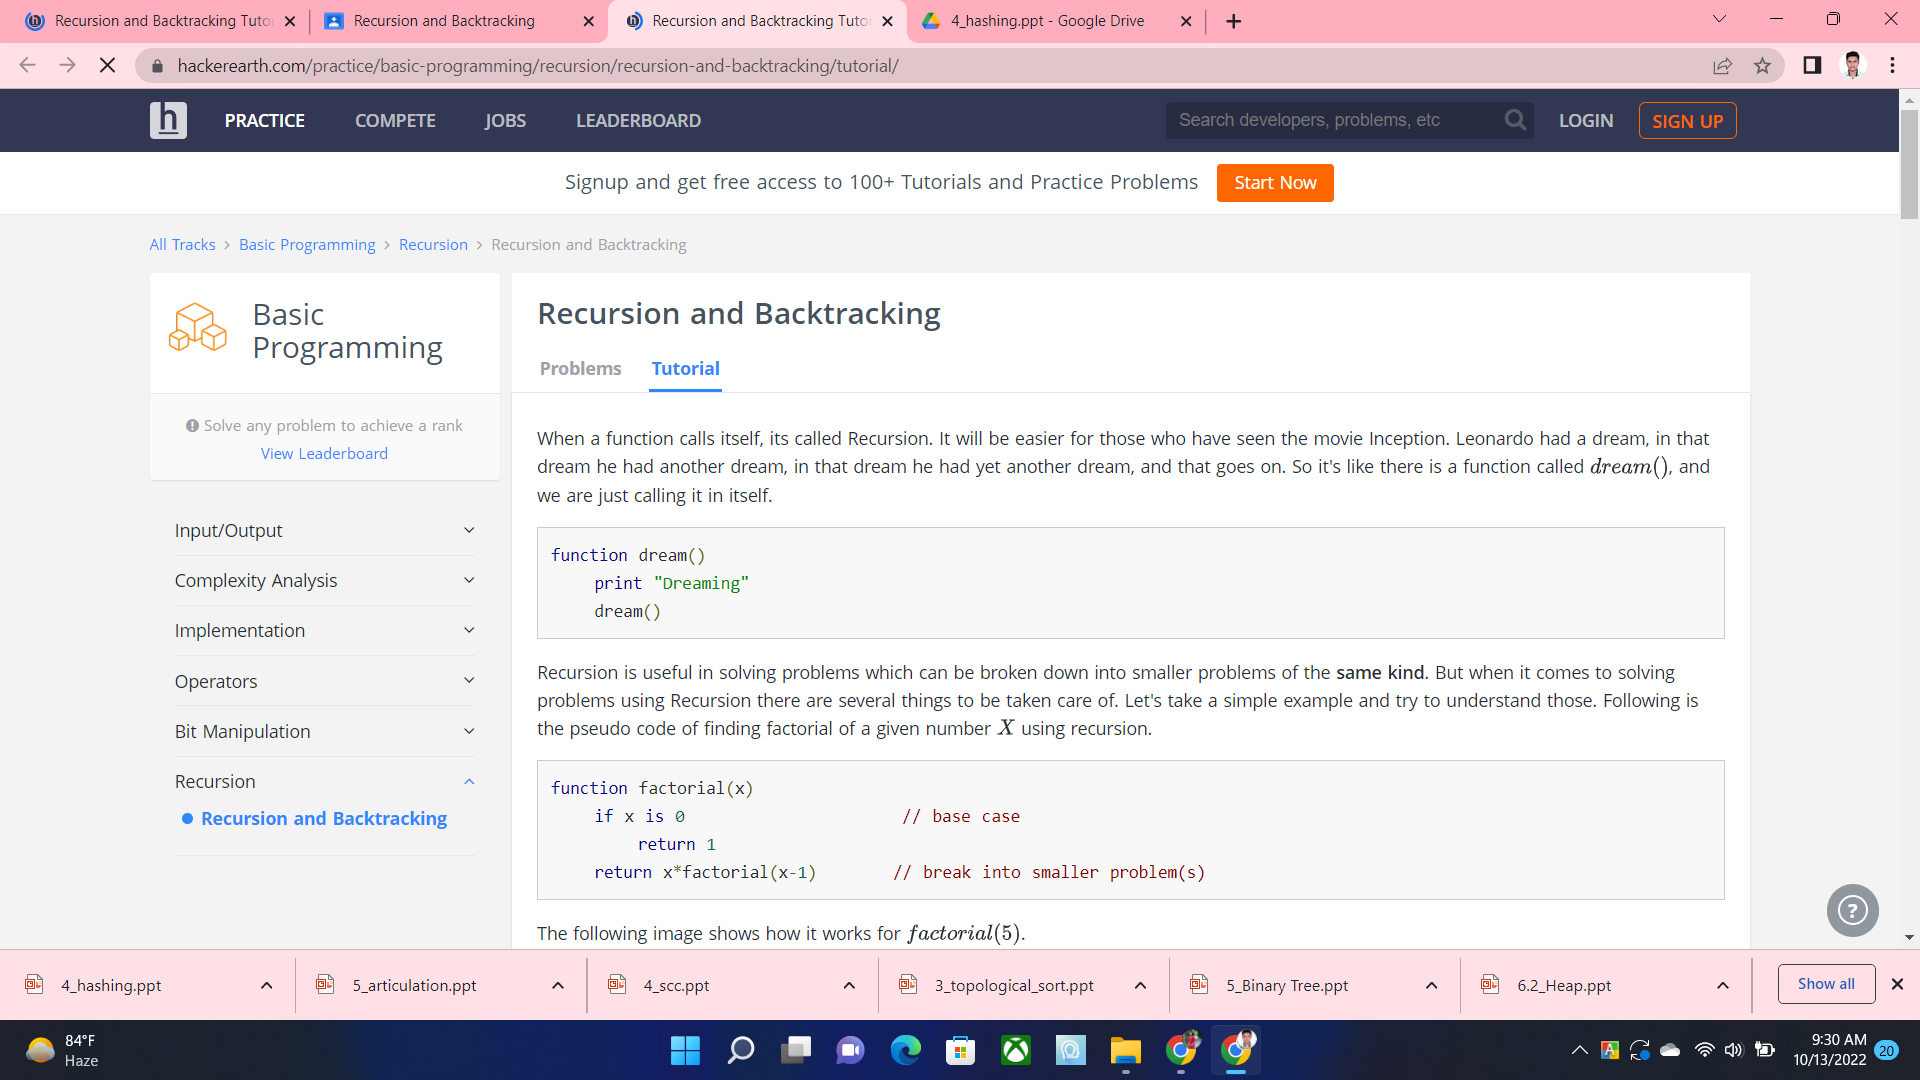 Recursion and Backtracking Tuto
Recursion and Backtracking
Recursion and Backtracking Tuto
4_hashing.ppt - Google Drive
hackerearth.com/practice/basic-programming/recursion/recursion-and-backtracking/tutorial/
h PRACTICE COMPETE JOBS LEADERBOARD
Search developers, problems, etc
LOGIN
SIGN UP
Signup and get free access to 100+ Tutorials and Practice Problems
Start Now
All Tracks > Basic Programming > Recursion > Recursion and Backtracking
Basic
Programming
Solve any problem to achieve a rank
View Leaderboard
Input/Output
Complexity Analysis
Implementation
Operators
Bit Manipulation
Recursion
Recursion and Backtracking
Recursion and Backtracking
Problems Tutorial
When a function calls itself, its called Recursion. It will be easier for those who have seen the movie Inception. Leonardo had a dream, in that
dream he had another dream, in that dream he had yet another dream, and that goes on. So it's like there is a function called dream(), and
we are just calling it in itself.
function dream()
print "Dreaming"
dream()
Recursion is useful in solving problems which can be broken down into smaller problems of the same kind. But when it comes to solving
problems using Recursion there are several things to be taken care of. Let's take a simple example and try to understand those. Following is
the pseudo code of finding factorial of a given number X using recursion.
function factorial(x)
if x is 0 // base case
return 1
return x*factorial(x-1) // break into smaller problem(s)
The following image shows how it works for factorial(5).
?
4_hashing.ppt
5_articulation.ppt
4_scc.ppt
3_topological_sort.ppt
5_Binary Tree.ppt
6.2_Heap.ppt
Show all
84°F
Haze
9:30 AM
10/13/2022
20